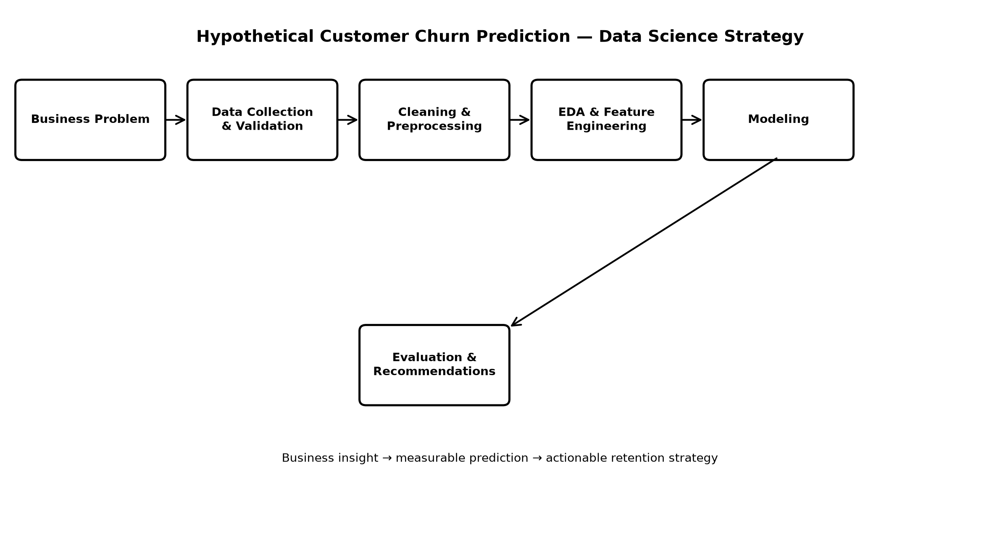 Hypothetical Customer Churn Prediction — Data Science Strategy
Business Problem
Data Collection
& Validation
Cleaning &
Preprocessing
EDA & Feature
Engineering
Modeling
Evaluation &
Recommendations
Business insight → measurable prediction → actionable retention strategy